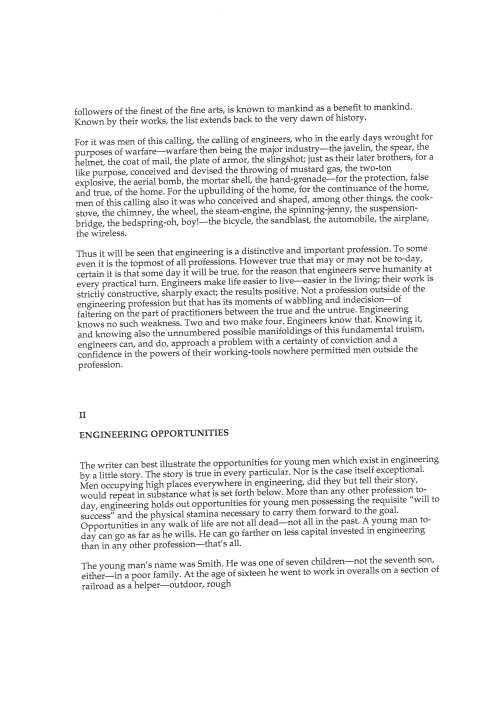 followers of the finest of the fine arts, is known to mankind as a benefit to mankind.
Known by their works, the list extends back to the very dawn of history.
For it was men of this calling, the calling of engineers, who in the early days wrought for
purposes of warfare—warfare then being the major industry—the javelin, the spear, the
helmet, the coat of mail, the plate of armor, the slingshot; just as their later brothers, for a
like purpose, conceived and devised the throwing of mustard gas, the two-ton
explosive, the aerial bomb, the mortar shell, the hand-grenade—for the protection, false
and true, of the home. For the upbuilding of the home, for the continuance of the home,
men of this calling also it was who conceived and shaped, among other things, the cook-
stove, the chimney, the wheel, the steam-engine, the spinning-jenny, the suspension-
bridge, the bedspring-oh, boy!—the bicycle, the sandblast, the automobile, the airplane,
the wireless.
Thus it will be seen that engineering is a distinctive and important profession. To some
even it is the topmost of all professions. However true that may or may not be to-day,
certain it is that some day it will be true, for the reason that engineers serve humanity at
every practical turn. Engineers make life easier to live—easier in the living; their work is
strictly constructive, sharply exact; the results positive. Not a profession outside of the
engineering profession but that has its moments of wabbling and indecision—of
faltering on the part of practitioners between the true and the untrue. Engineering
knows no such weakness. Two and two make four. Engineers know that. Knowing it,
and knowing also the unnumbered possible manifoldings of this fundamental truism,
engineers can, and do, approach a problem with a certainty of conviction and a
confidence in the powers of their working-tools nowhere permitted men outside the
profession.
II
ENGINEERING OPPORTUNITIES
The writer can best illustrate the opportunities for young men which exist in engineering
by a little story. The story is true in every particular. Nor is the case itself exceptional.
Men occupying high places everywhere in engineering, did they but tell their story,
would repeat in substance what is set forth below. More than any other profession to-
day, engineering holds out opportunities for young men possessing the requisite "will to
success" and the physical stamina necessary to carry them forward to the goal.
Opportunities in any walk of life are not all dead—not all in the past. A young man to-
day can go as far as he wills. He can go farther on less capital invested in engineering
than in any other profession—that's all.
The young man's name was Smith. He was one of seven children—not the seventh son,
either—in a poor family. At the age of sixteen he went to work in overalls on a section of
railroad as a helper—outdoor, rough